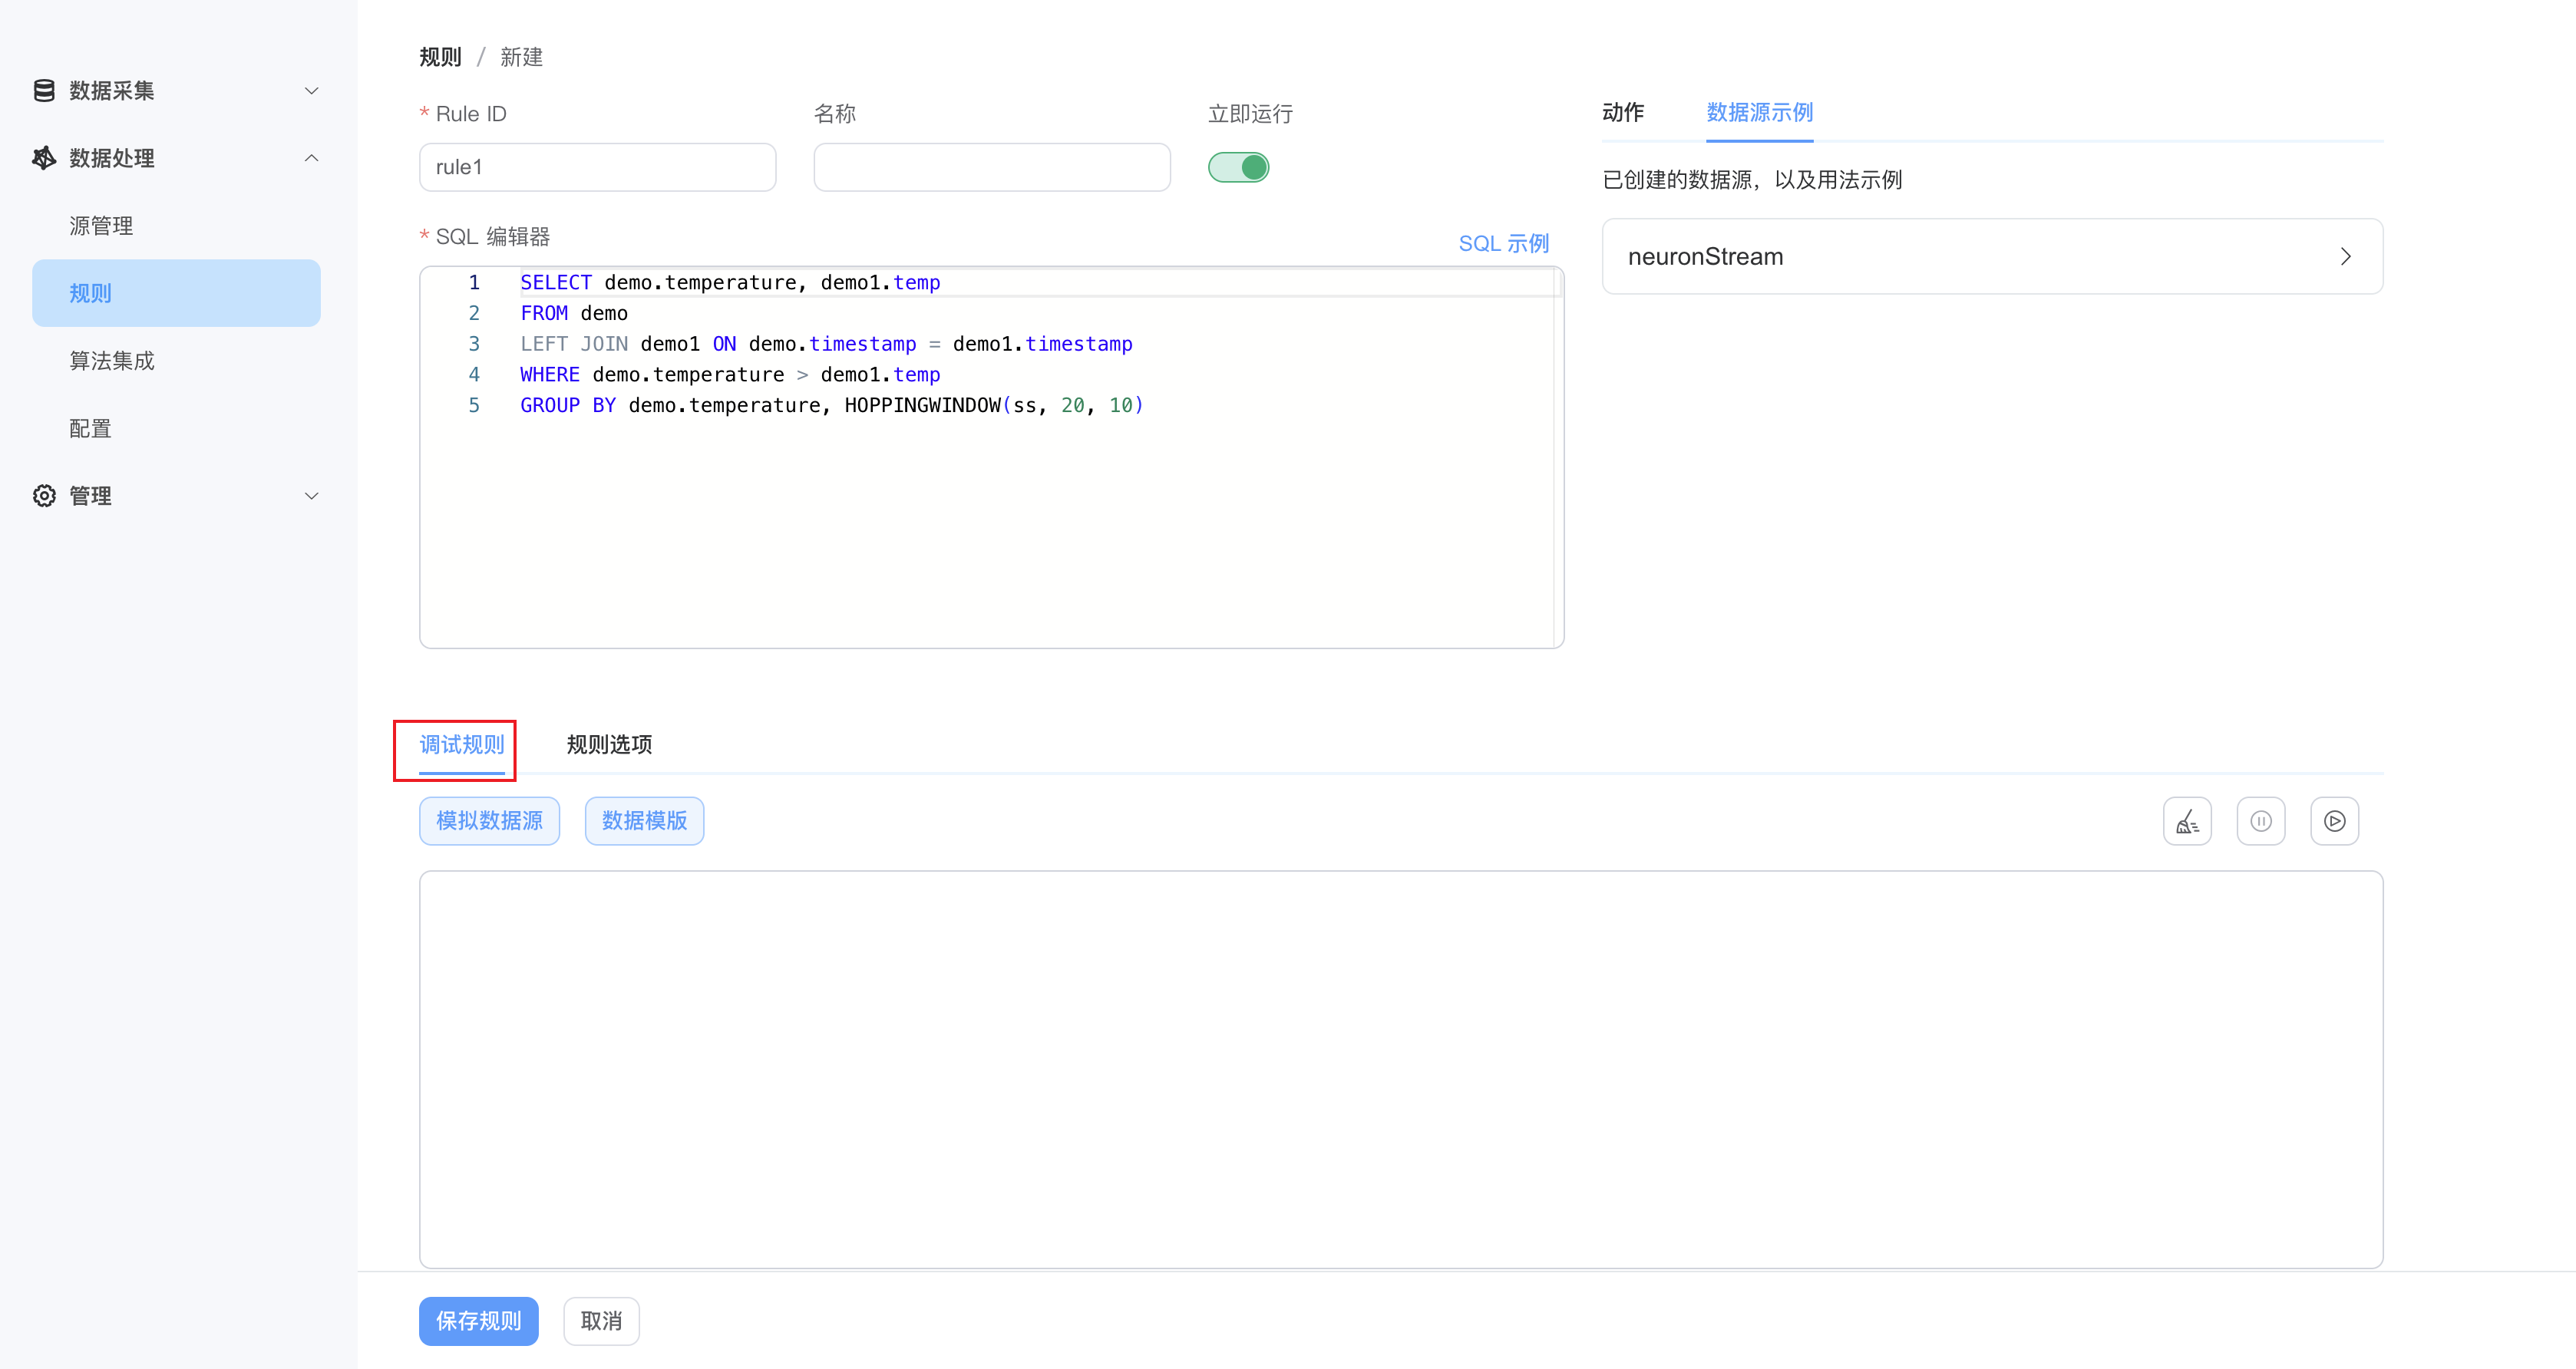 数据采集
数据处理
源管理
规则
算法集成
配置
管理
规则 / 新建
* Rule ID
名称
立即运行
rule1
* SQL 编辑器
SQL 示例
1 SELECT demo.temperature, demo1.temp
2 FROM demo
3 LEFT JOIN demo1 ON demo.timestamp = demo1.timestamp
4 WHERE demo.temperature > demo1.temp
5 GROUP BY demo.temperature, HOPPINGWINDOW(ss, 20, 10)
动作 数据源示例
已创建的数据源，以及用法示例
neuronStream
调试规则 规则选项
模拟数据源 数据模版
保存规则 取消